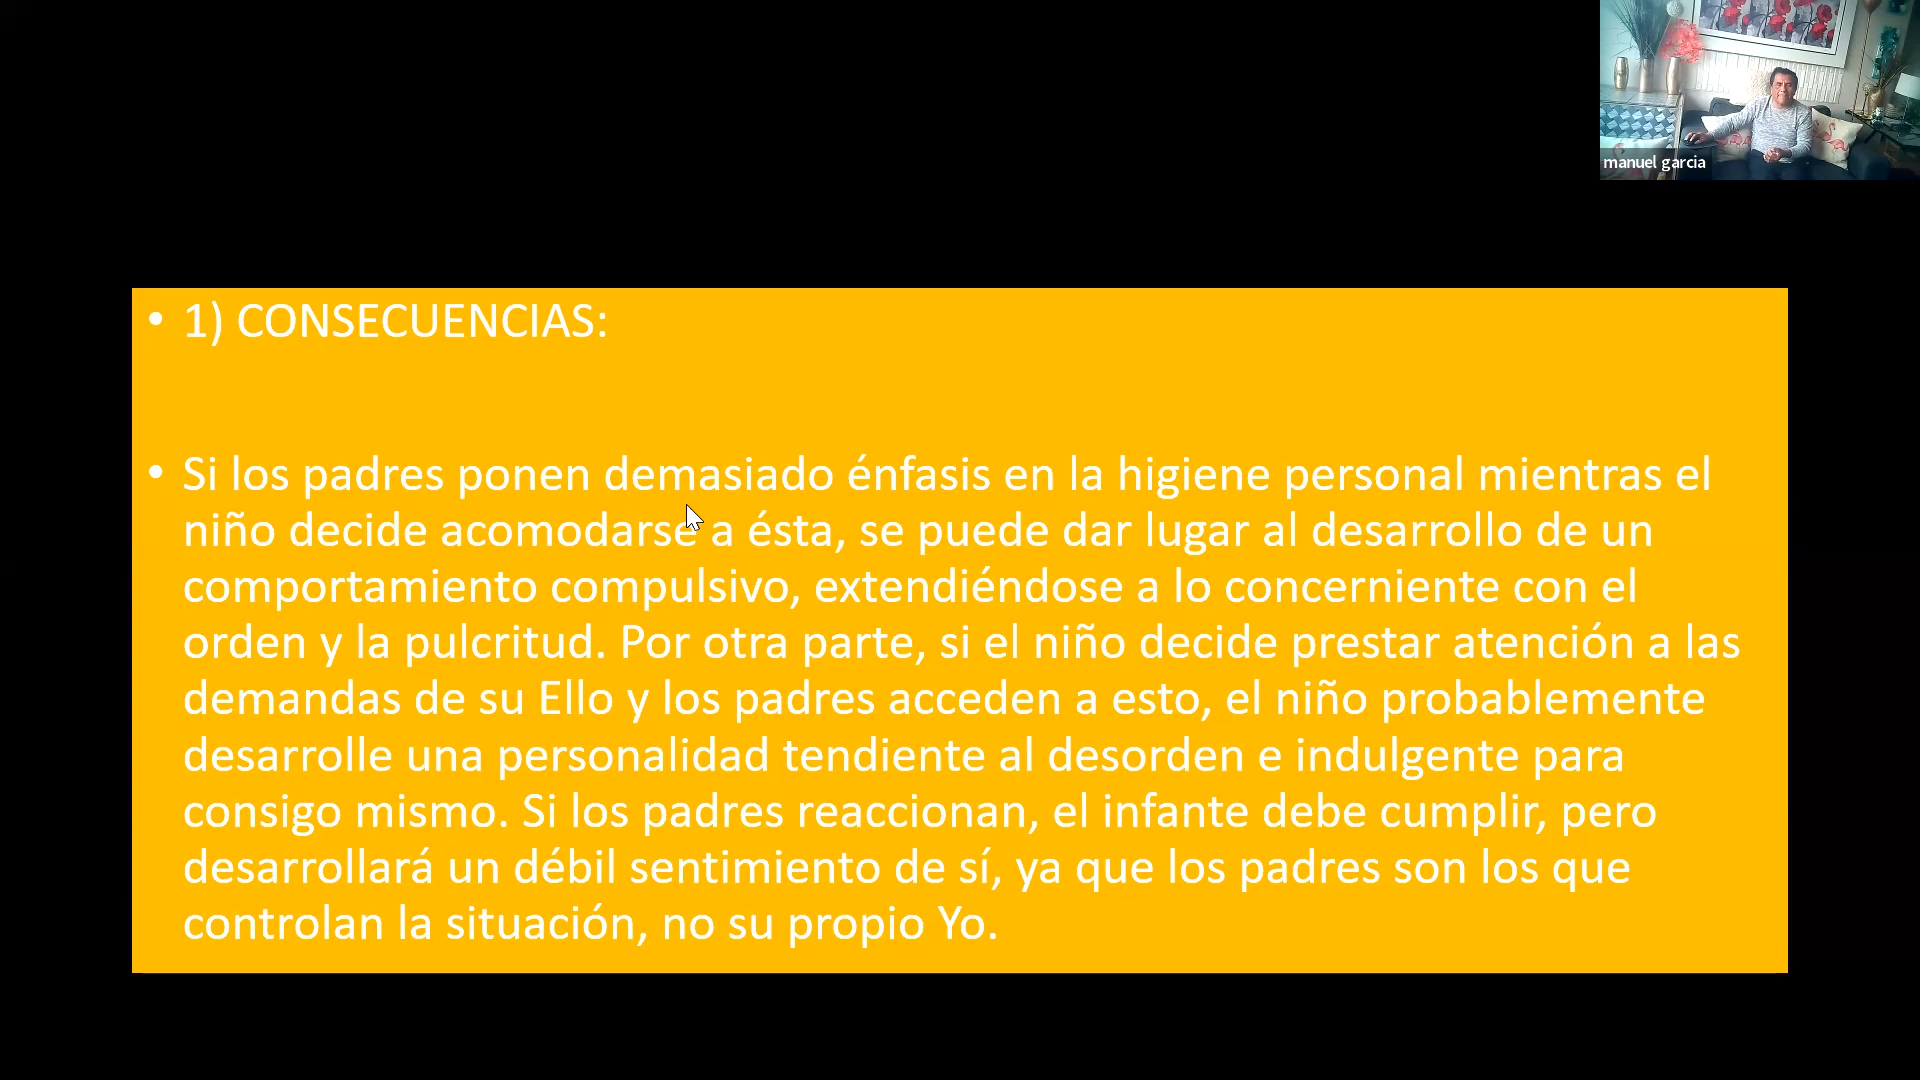 manuel garcia
• 1) CONSECUENCIAS:
• Si los padres ponen demasiado énfasis en la higiene personal mientras el
niño decide acomodarse a ésta, se puede dar lugar al desarrollo de un
comportamiento compulsivo, extendiéndose a lo concerniente con el
orden y la pulcritud. Por otra parte, si el niño decide prestar atención a las
demandas de su Ello y los padres acceden a esto, el niño probablemente
desarrolle una personalidad tendiente al desorden e indulgente para
consigo mismo. Si los padres reaccionan, el infante debe cumplir, pero
desarrollará un débil sentimiento de sí, ya que los padres son los que
controlan la situación, no su propio Yo.